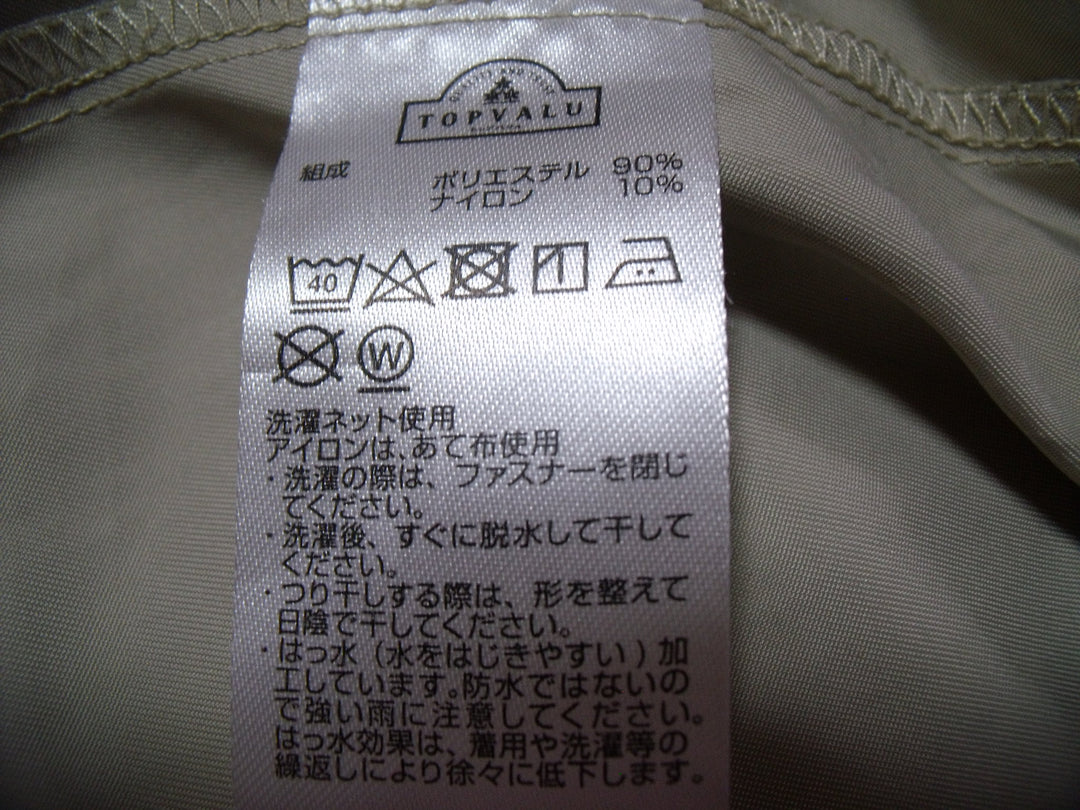 TOPVALU
組成 ポリエステル 90%
ナイロン 10%
40
W
洗濯ネット使用
アイロンは、あて布使用
・洗濯の際は、ファスナーを閉じ
てください。
・洗濯後、すぐに脱水して干して
ください。
・つり干しする際は、形を整えて
日陰で干してください。
・はっ水（水をはじきやすい）加
工しています。防水ではないの
で強い雨に注意してください。
はっ水効果は、着用や洗濯等の
繰返しにより徐々に低下します。